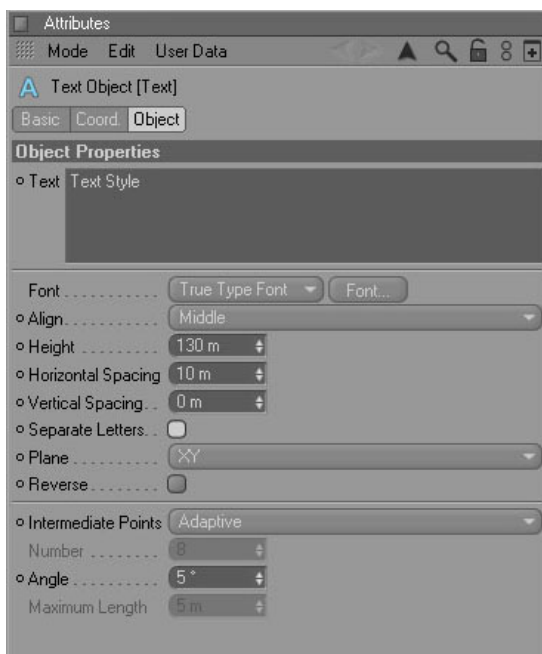 Attributes
Mode Edit User Data
Text Object [Text]
Basic Coord. Object
Object Properties
Text Text Style
Font . . . . . . . . . . . True Type Font Font...
Align. . . . . . . . . . . Middle
Height . . . . . . . . . 130 m
Horizontal Spacing 10 m
Vertical Spacing. . 0 m
Separate Letters. .
Plane . . . . . . . . . . XY
Reverse. . . . . . . .
Intermediate Points Adaptive
Number . . . . . . . . 8
Angle . . . . . . . . . . 5 °
Maximum Length 5 m